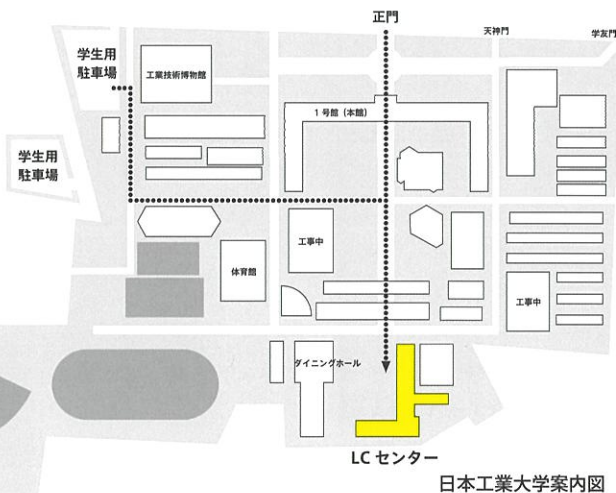 正門
天神門
学友門
学生用
駐車場
工業技術博物館
1号館(本館)
学生用
駐車場
工事中
体育館
工事中
ダイニングホール
LCセンター
日本工業大学案内図